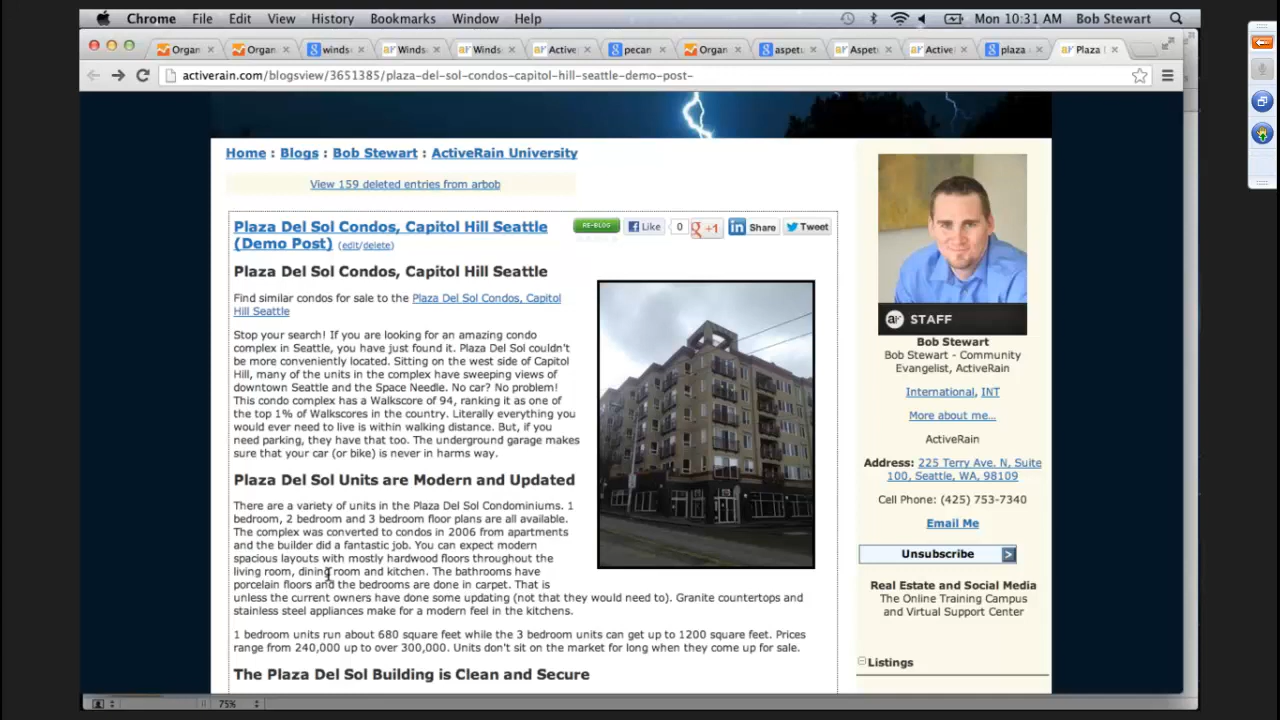 Chrome File Edit View History Bookmarks Window Help Mon 10:31 AM Bob Stewart
Organ Organ winds Winds Winds Active pecan Organ aspet Aspet Active plaza Plaza
activerain.com/blogsview/3651385/plaza-del-sol-condos-capitol-hill-seattle-demo-post-
Home : Blogs : Bob Stewart : ActiveRain University
View 159 deleted entries from arbob
Plaza Del Sol Condos, Capitol Hill Seattle
(Demo Post) (edit/delete)
RE-BLOG Like 0 +1 Share Tweet
Plaza Del Sol Condos, Capitol Hill Seattle
Find similar condos for sale to the Plaza Del Sol Condos, Capitol
Hill Seattle
Stop your search! If you are looking for an amazing condo
complex in Seattle, you have just found it. Plaza Del Sol couldn't
be more conveniently located. Sitting on the west side of Capitol
Hill, many of the units in the complex have sweeping views of
downtown Seattle and the Space Needle. No car? No problem!
This condo complex has a Walkscore of 94, ranking it as one of
the top 1% of Walkscores in the country. Literally everything you
would ever need to live is within walking distance. But, if you
need parking, they have that too. The underground garage makes
sure that your car (or bike) is never in harms way.
Plaza Del Sol Units are Modern and Updated
There are a variety of units in the Plaza Del Sol Condominiums. 1
bedroom, 2 bedroom and 3 bedroom floor plans are all available.
The complex was converted to condos in 2006 from apartments
and the builder did a fantastic job. You can expect modern
spacious layouts with mostly hardwood floors throughout the
living room, dining room and kitchen. The bathrooms have
porcelain floors and the bedrooms are done in carpet. That is
unless the current owners have done some updating (not that they would need to). Granite countertops and
stainless steel appliances make for a modern feel in the kitchens.
1 bedroom units run about 680 square feet while the 3 bedroom units can get up to 1200 square feet. Prices
range from 240,000 up to over 300,000. Units don't sit on the market for long when they come up for sale.
The Plaza Del Sol Building is Clean and Secure
ar STAFF
Bob Stewart
Bob Stewart - Community
Evangelist, ActiveRain
International, INT
More about me...
ActiveRain
Address: 225 Terry Ave. N, Suite
100, Seattle, WA, 98109
Cell Phone: (425) 753-7340
Email Me
Unsubscribe
Real Estate and Social Media
The Online Training Campus
and Virtual Support Center
Listings
75%